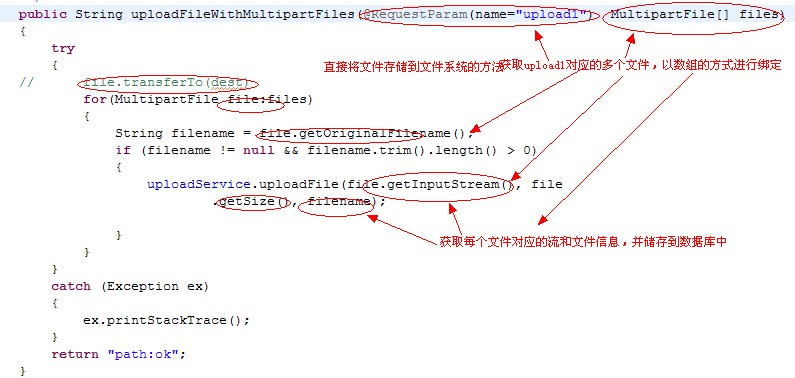 public String uploadFileWithMultipartFiles(@RequestParam(name="upload1") MultipartFile[] files)
{
try
{
直接将文件存储到文件系统的方法 获取upload1对应的多个文件，以数组的方式进行绑定
// file.transferTo(dest)
for(MultipartFile file:files)
{
String filename = file.getOriginalFilename();
if (filename != null && filename.trim().length() > 0)
{
uploadService.uploadFile(file.getInputStream(), file
.getSize(), filename);
}
获取每个文件对应的流和文件信息，并储存到数据库中
}
}
catch (Exception ex)
{
ex.printStackTrace();
}
return "path:ok";
}